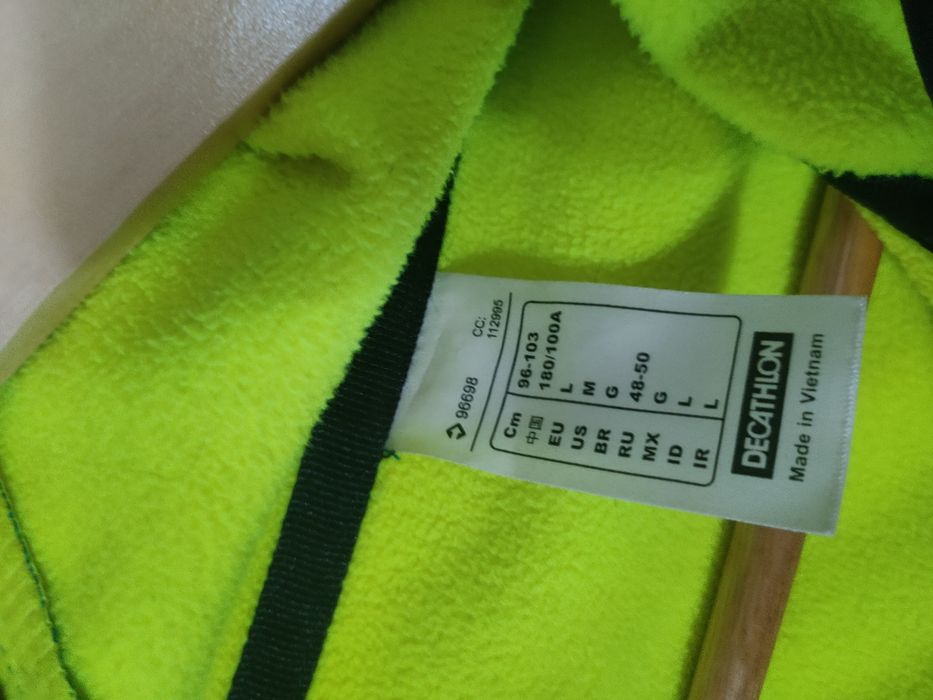 96698
CC:
112995
Cm 96-103
中国 180/100A
EU L
US M
BR G
RU 48-50
MX G
ID L
IR L
DECATHLON
Made in Vietnam